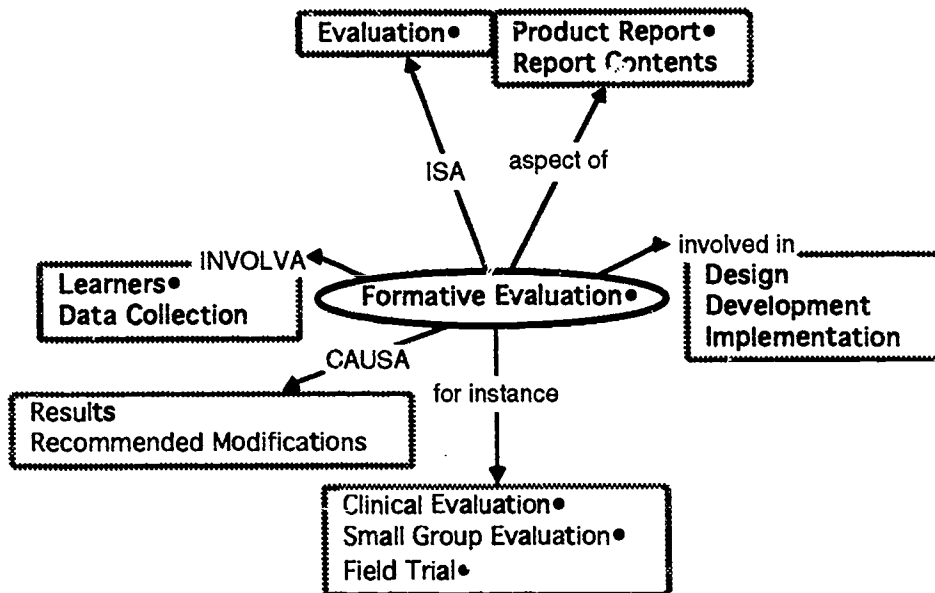 Evaluation•
Product Report•
Report Contents
ISA
aspect of
INVOLVA
involved in
Learners•
Data Collection
Formative Evaluation•
Design
Development
Implementation
CAUSA
for instance
Results
Recommended Modifications
Clinical Evaluation•
Small Group Evaluation•
Field Trial•